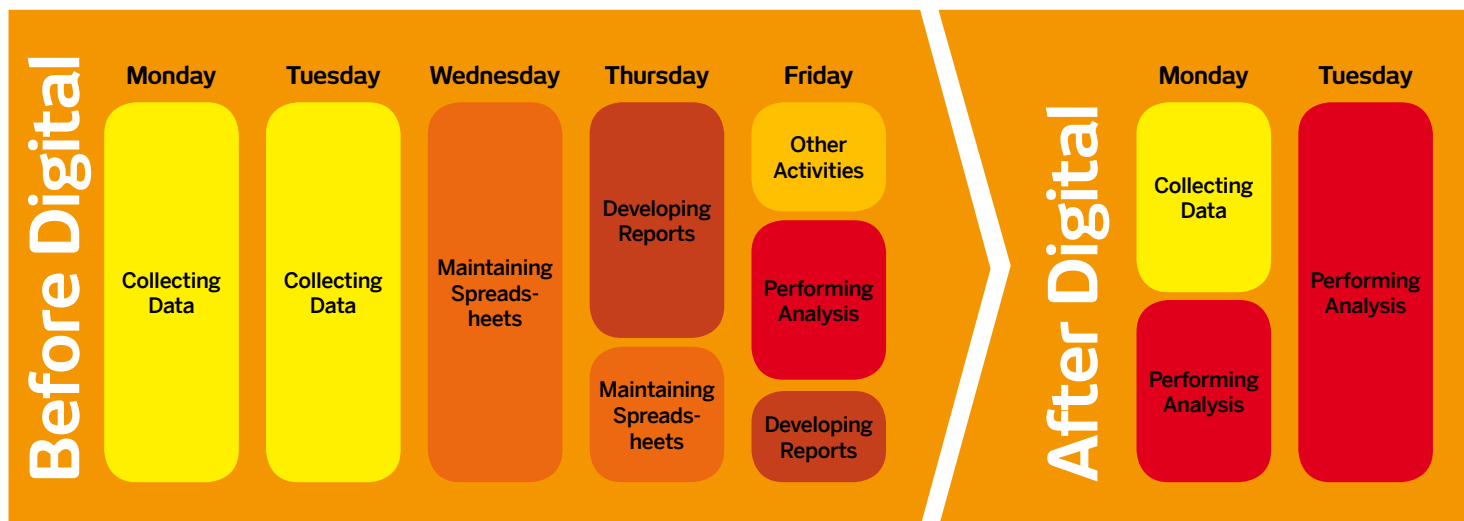 Before Digital
Monday
Collecting
Data
Tuesday
Collecting
Data
Wednesday
Maintaining
Spreads-
heets
Thursday
Developing
Reports
Maintaining
Spreads-
heets
Friday
Other
Activities
Performing
Analysis
Developing
Reports
After Digital
Monday
Collecting
Data
Performing
Analysis
Tuesday
Performing
Analysis